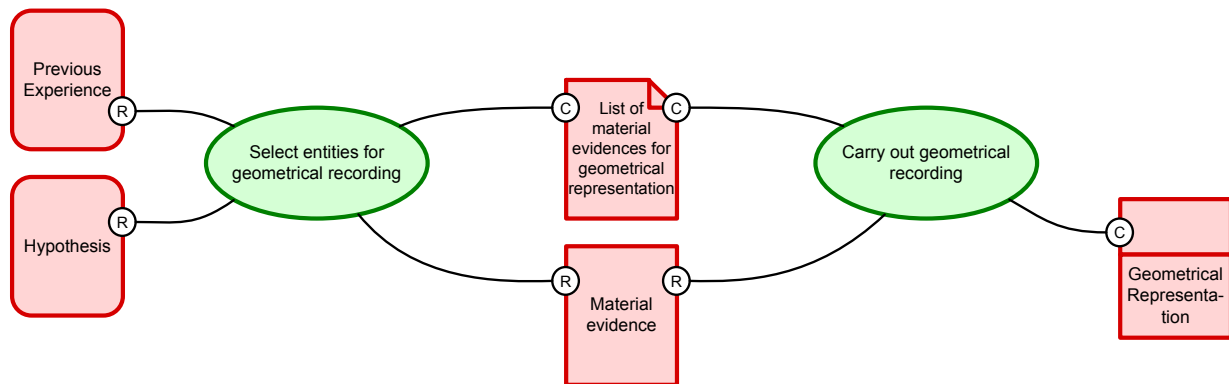 Previous
Experience
R
Hypothesis
R
Select entities for
geometrical recording
C
List of
material
evidences for
geometrical
representation
C
R
Material
evidence
R
Carry out geometrical
recording
C
Geometrical
Representa-
tion